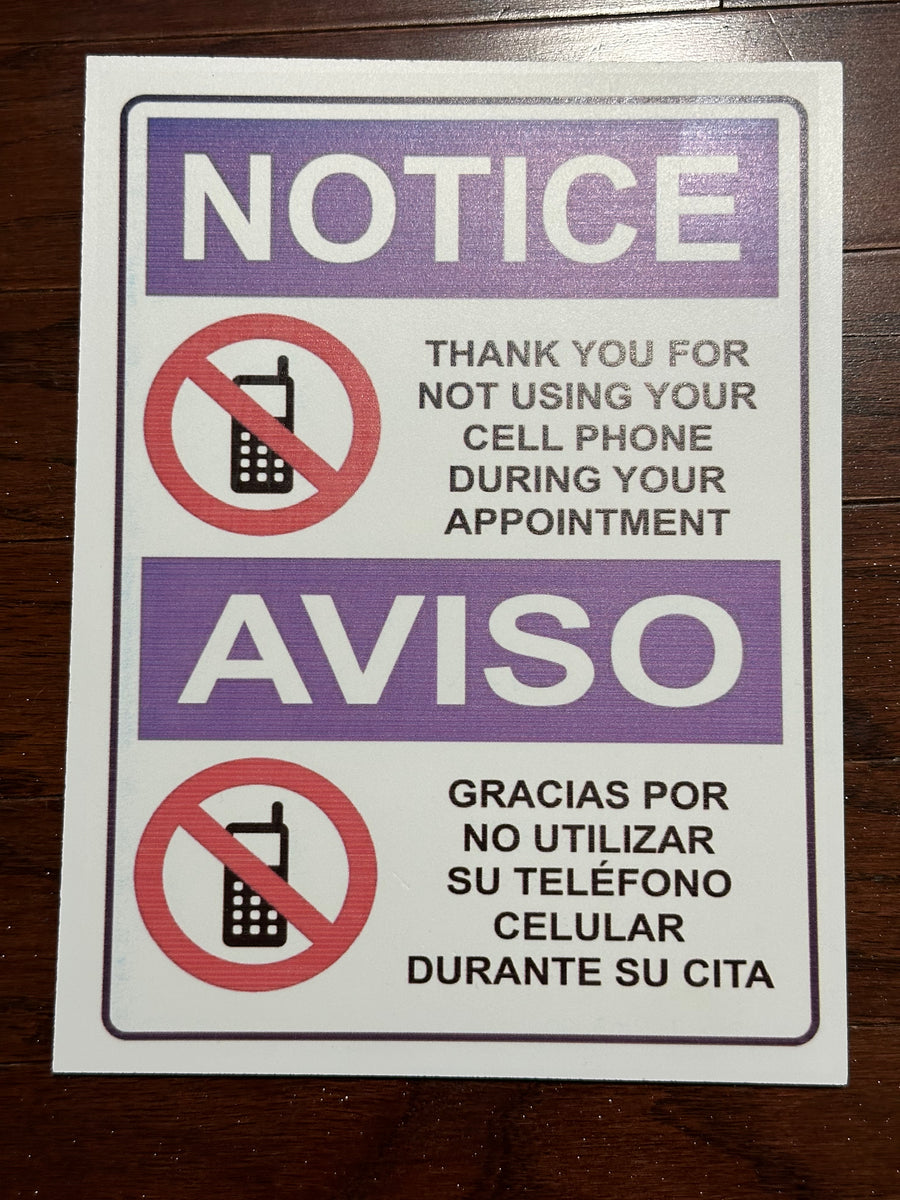 NOTICE
THANK YOU FOR
NOT USING YOUR
CELL PHONE
DURING YOUR
APPOINTMENT
AVISO
GRACIAS POR
NO UTILIZAR
SU TELÉFONO
CELULAR
DURANTE SU CITA